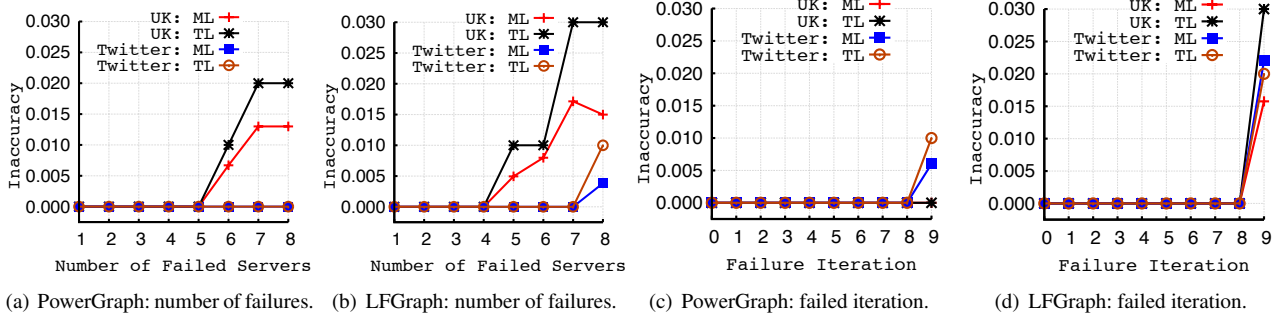 UK: ML
UK: TL
Twitter: ML
Twitter: TL
0.030
0.025
0.020
0.015
0.010
0.005
0.000
Inaccuracy
1 2 3 4 5 6 7 8
Number of Failed Servers
(a) PowerGraph: number of failures.
UK: ML
UK: TL
Twitter: ML
Twitter: TL
0.030
0.025
0.020
0.015
0.010
0.005
0.000
Inaccuracy
1 2 3 4 5 6 7 8
Number of Failed Servers
(b) LFGraph: number of failures.
UK: ML
UK: TL
Twitter: ML
Twitter: TL
0.030
0.025
0.020
0.015
0.010
0.005
0.000
Inaccuracy
0 1 2 3 4 5 6 7 8 9
Failure Iteration
(c) PowerGraph: failed iteration.
UK: ML
UK: TL
Twitter: ML
Twitter: TL
0.030
0.025
0.020
0.015
0.010
0.005
0.000
Inaccuracy
0 1 2 3 4 5 6 7 8 9
Failure Iteration
(d) LFGraph: failed iteration.